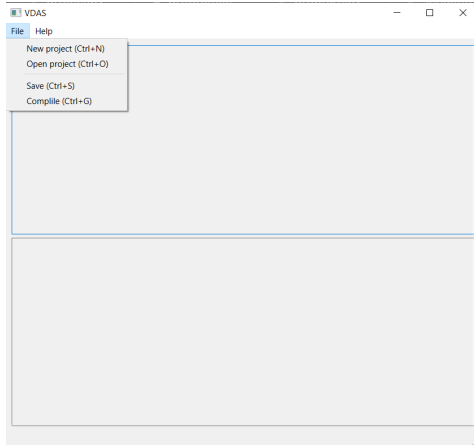 VDAS
File Help
New project (Ctrl+N)
Open project (Ctrl+O)
Save (Ctrl+S)
Complile (Ctrl+G)